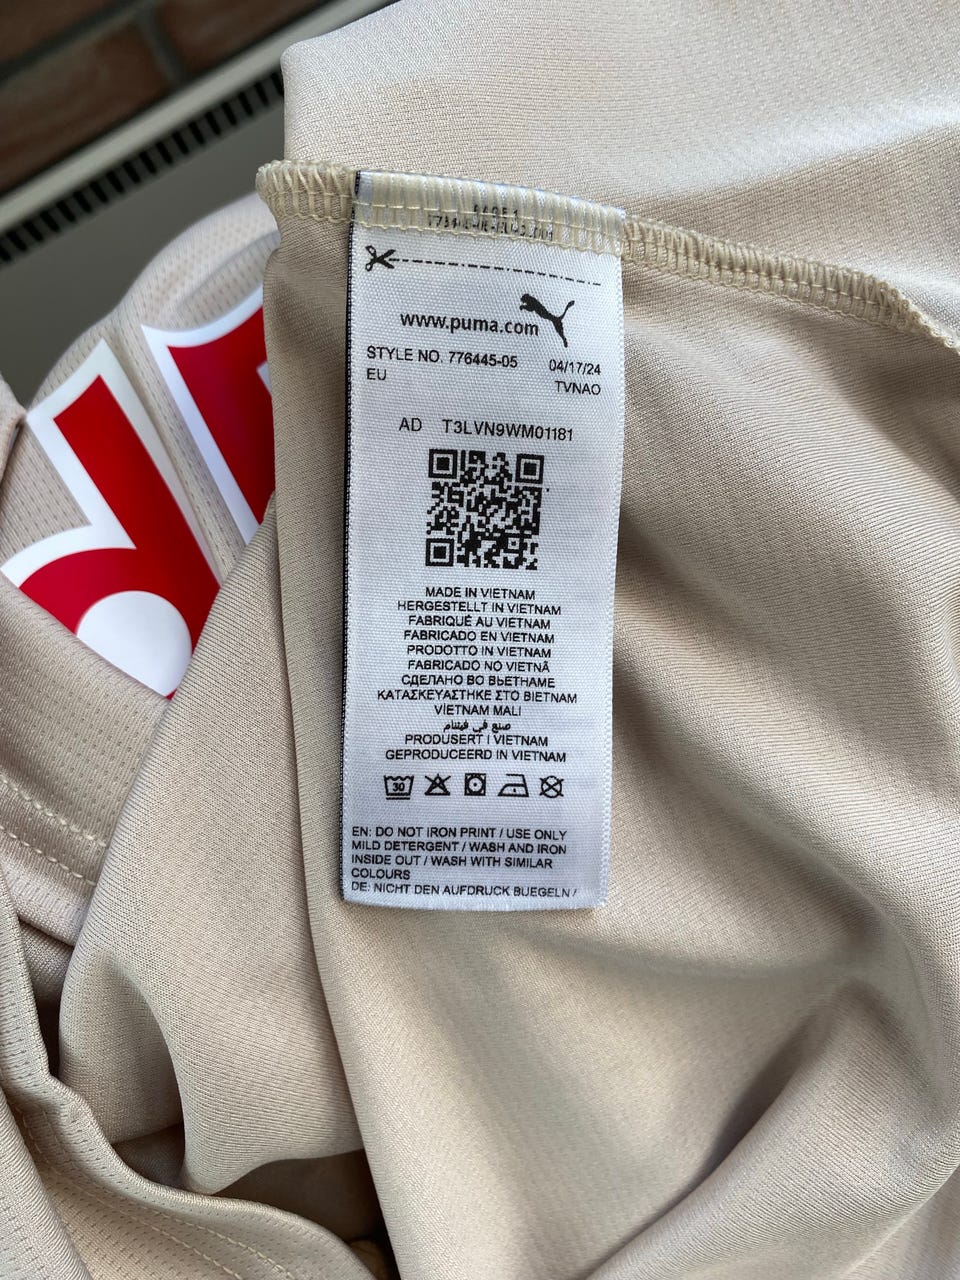 PAGE 1
www.puma.com
STYLE NO. 776445-05 04/17/24
EU TVNAO
AD T3LVN9WM01181
MADE IN VIETNAM
HERGESTELLT IN VIETNAM
FABRIQUÉ AU VIETNAM
FABRICADO EN VIETNAM
PRODOTTO IN VIETNAM
FABRICADO NO VIETNÃ
СДЕЛАНО ВО ВЬЕТНАМЕ
ΚΑΤΑΣΚΕΥΑΣΤΗΚΕ ΣΤΟ ΒΙΕΤΝΑΜ
VİETNAM MALI
صنع في فيتنام
PRODUSERT I VIETNAM
GEPRODUCEERD IN VIETNAM
30
EN: DO NOT IRON PRINT / USE ONLY
MILD DETERGENT / WASH AND IRON
INSIDE OUT / WASH WITH SIMILAR
COLOURS
DE: NICHT DEN AUFDRUCK BUEGELN /